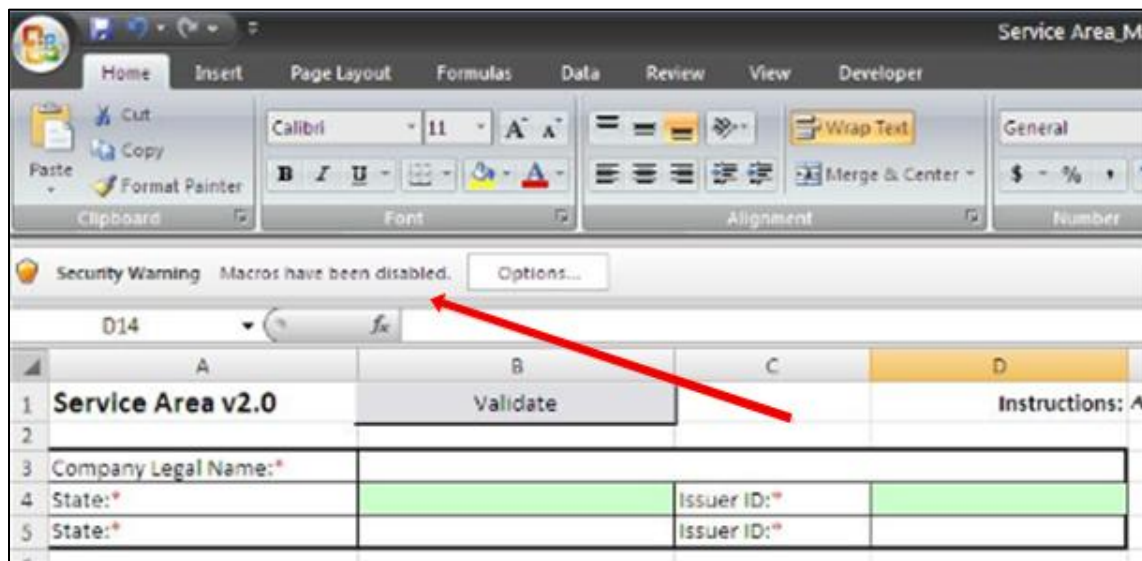 Service Area_M
Home Insert Page Layout Formulas Data Review View Developer
Cut
Copy
Paste
Format Painter
Clipboard
Calibri 11 A A
B I U A
Font
Wrap Text
Merge & Center
Alignment
General
$ % ,
Number
Security Warning Macros have been disabled. Options...
D14 fx
A B C D
1 Service Area v2.0 Validate Instructions: A
2
3 Company Legal Name:*
4 State:* Issuer ID:*
5 State:* Issuer ID:*